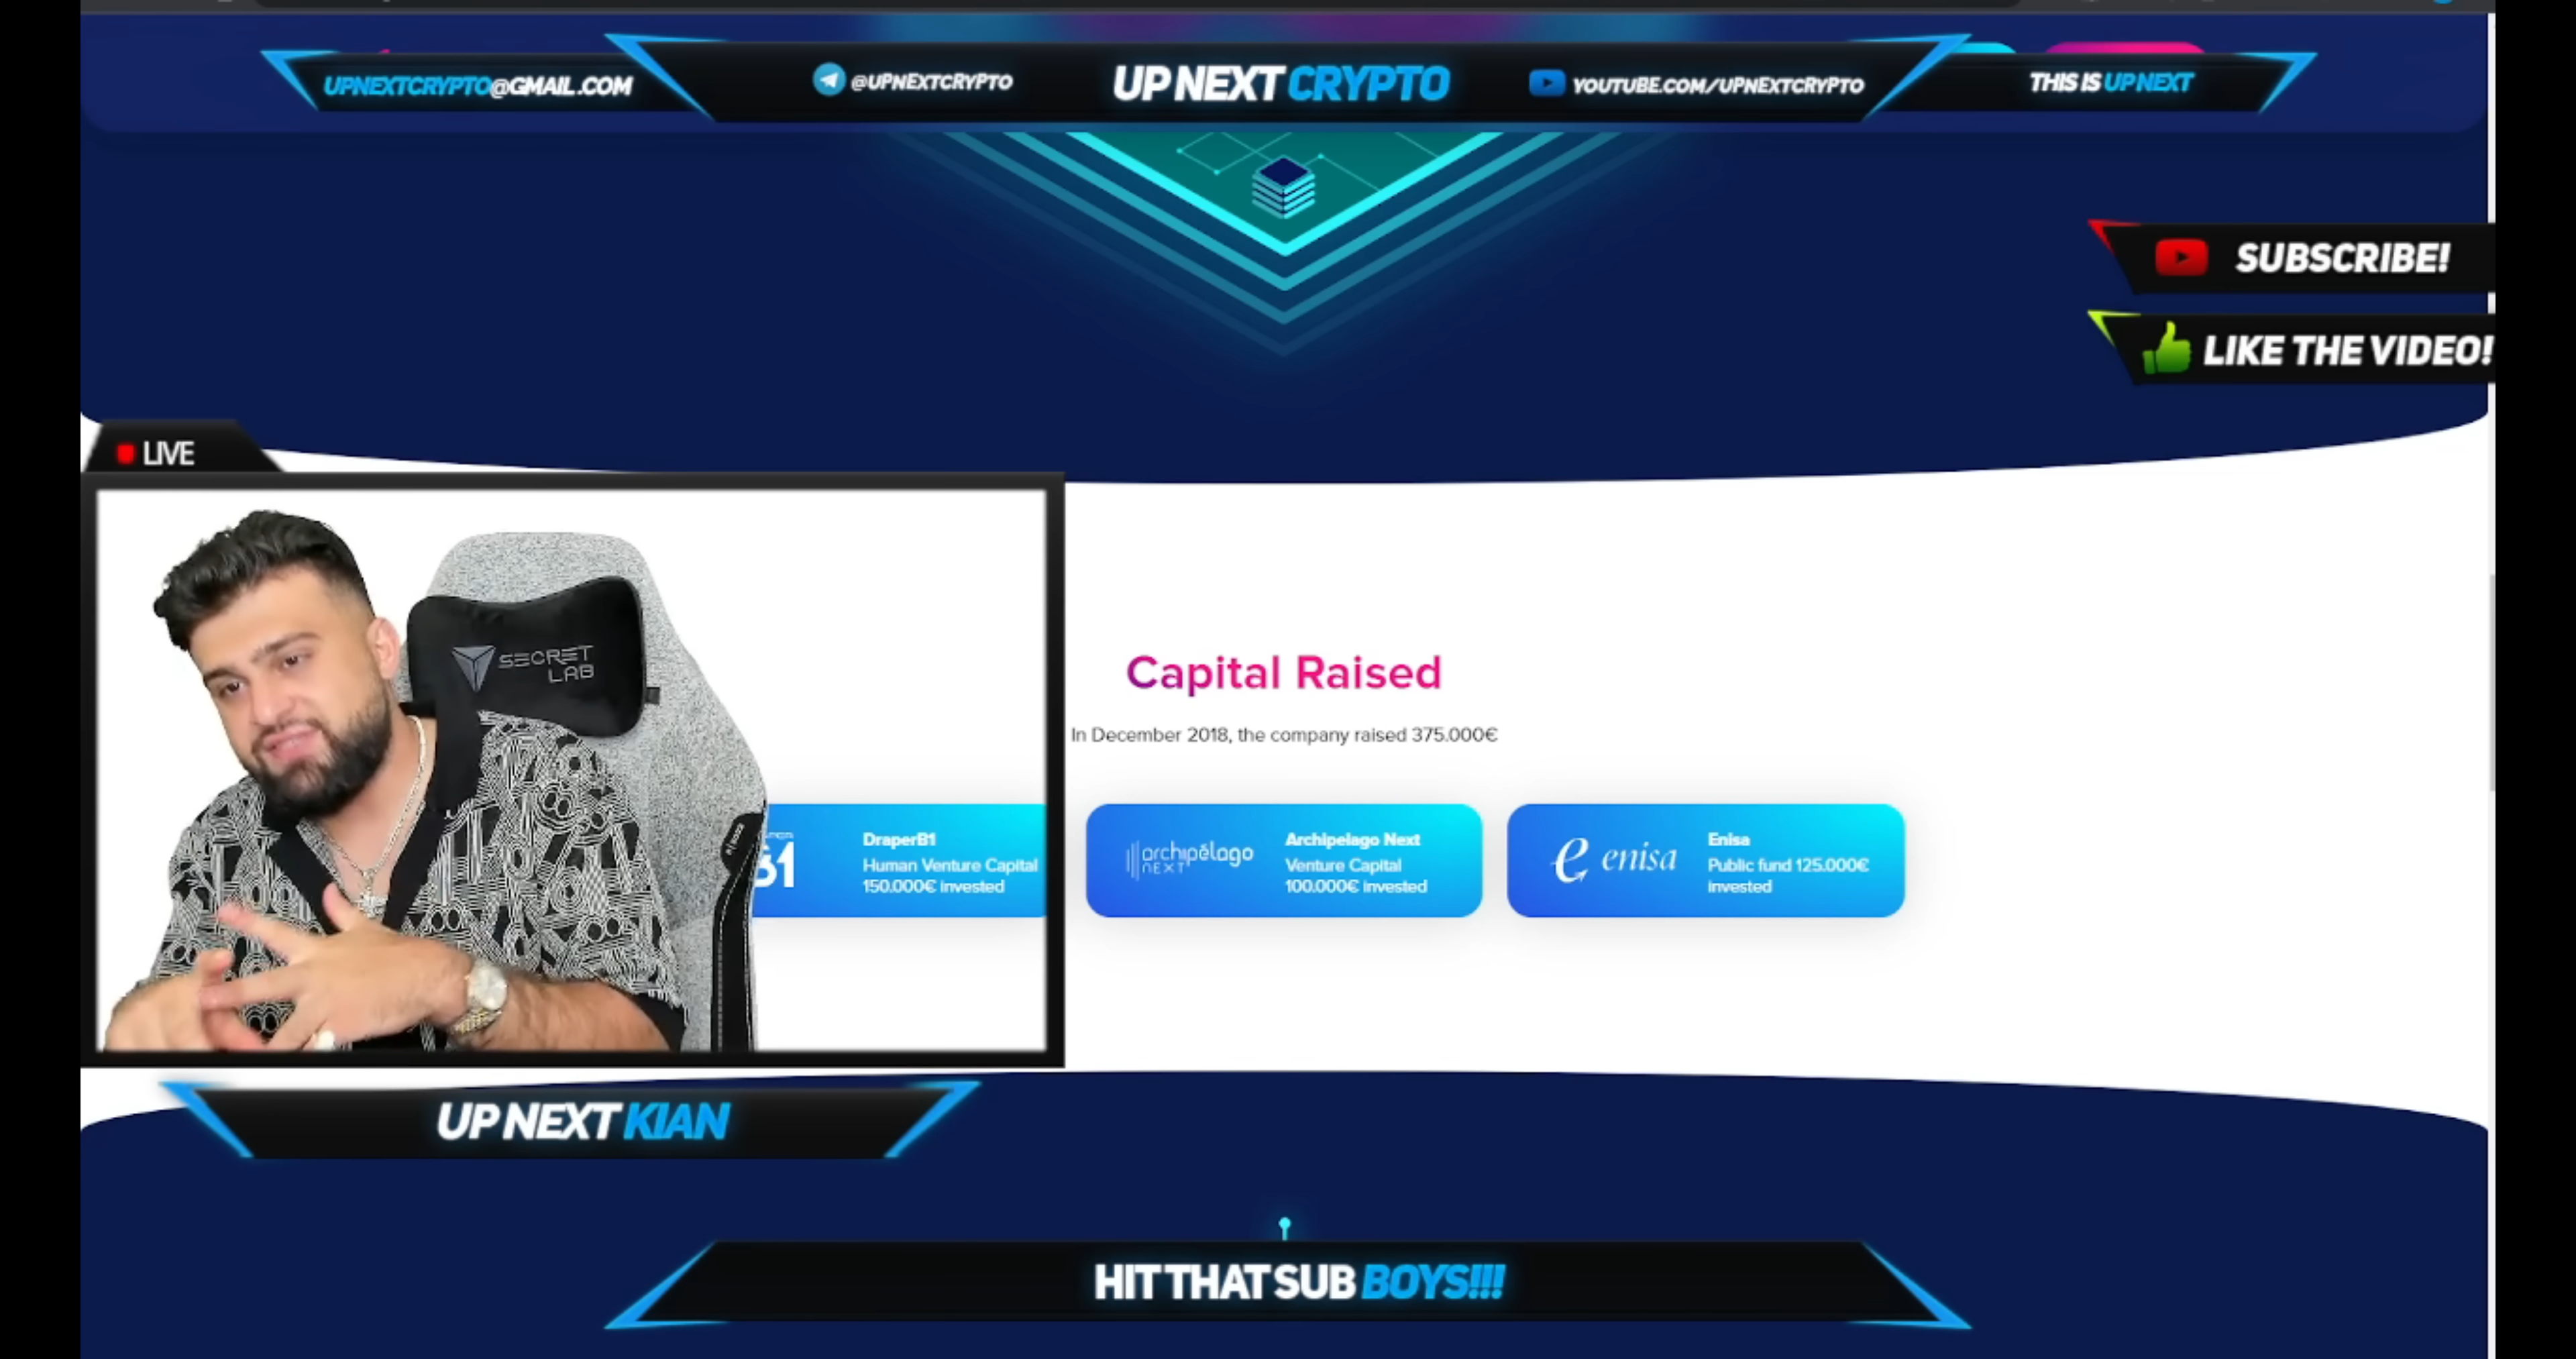 UPNEXTCRYPTO@GMAIL.COM
@UPNEXTCRYPTO
UP NEXT CRYPTO
YOUTUBE.COM/UPNEXTCRYPTO
THIS IS UP NEXT
SUBSCRIBE!
LIKE THE VIDEO!
LIVE
SECRET
LAB
Capital Raised
In December 2018, the company raised 375.000€
B1
DraperB1
Human Venture Capital
150.000€ invested
archipēlago
NEXT
Archipelago Next
Venture Capital
100.000€ invested
e enisa
Enisa
Public fund 125.000€
invested
UP NEXT KIAN
HIT THAT SUB BOYS!!!